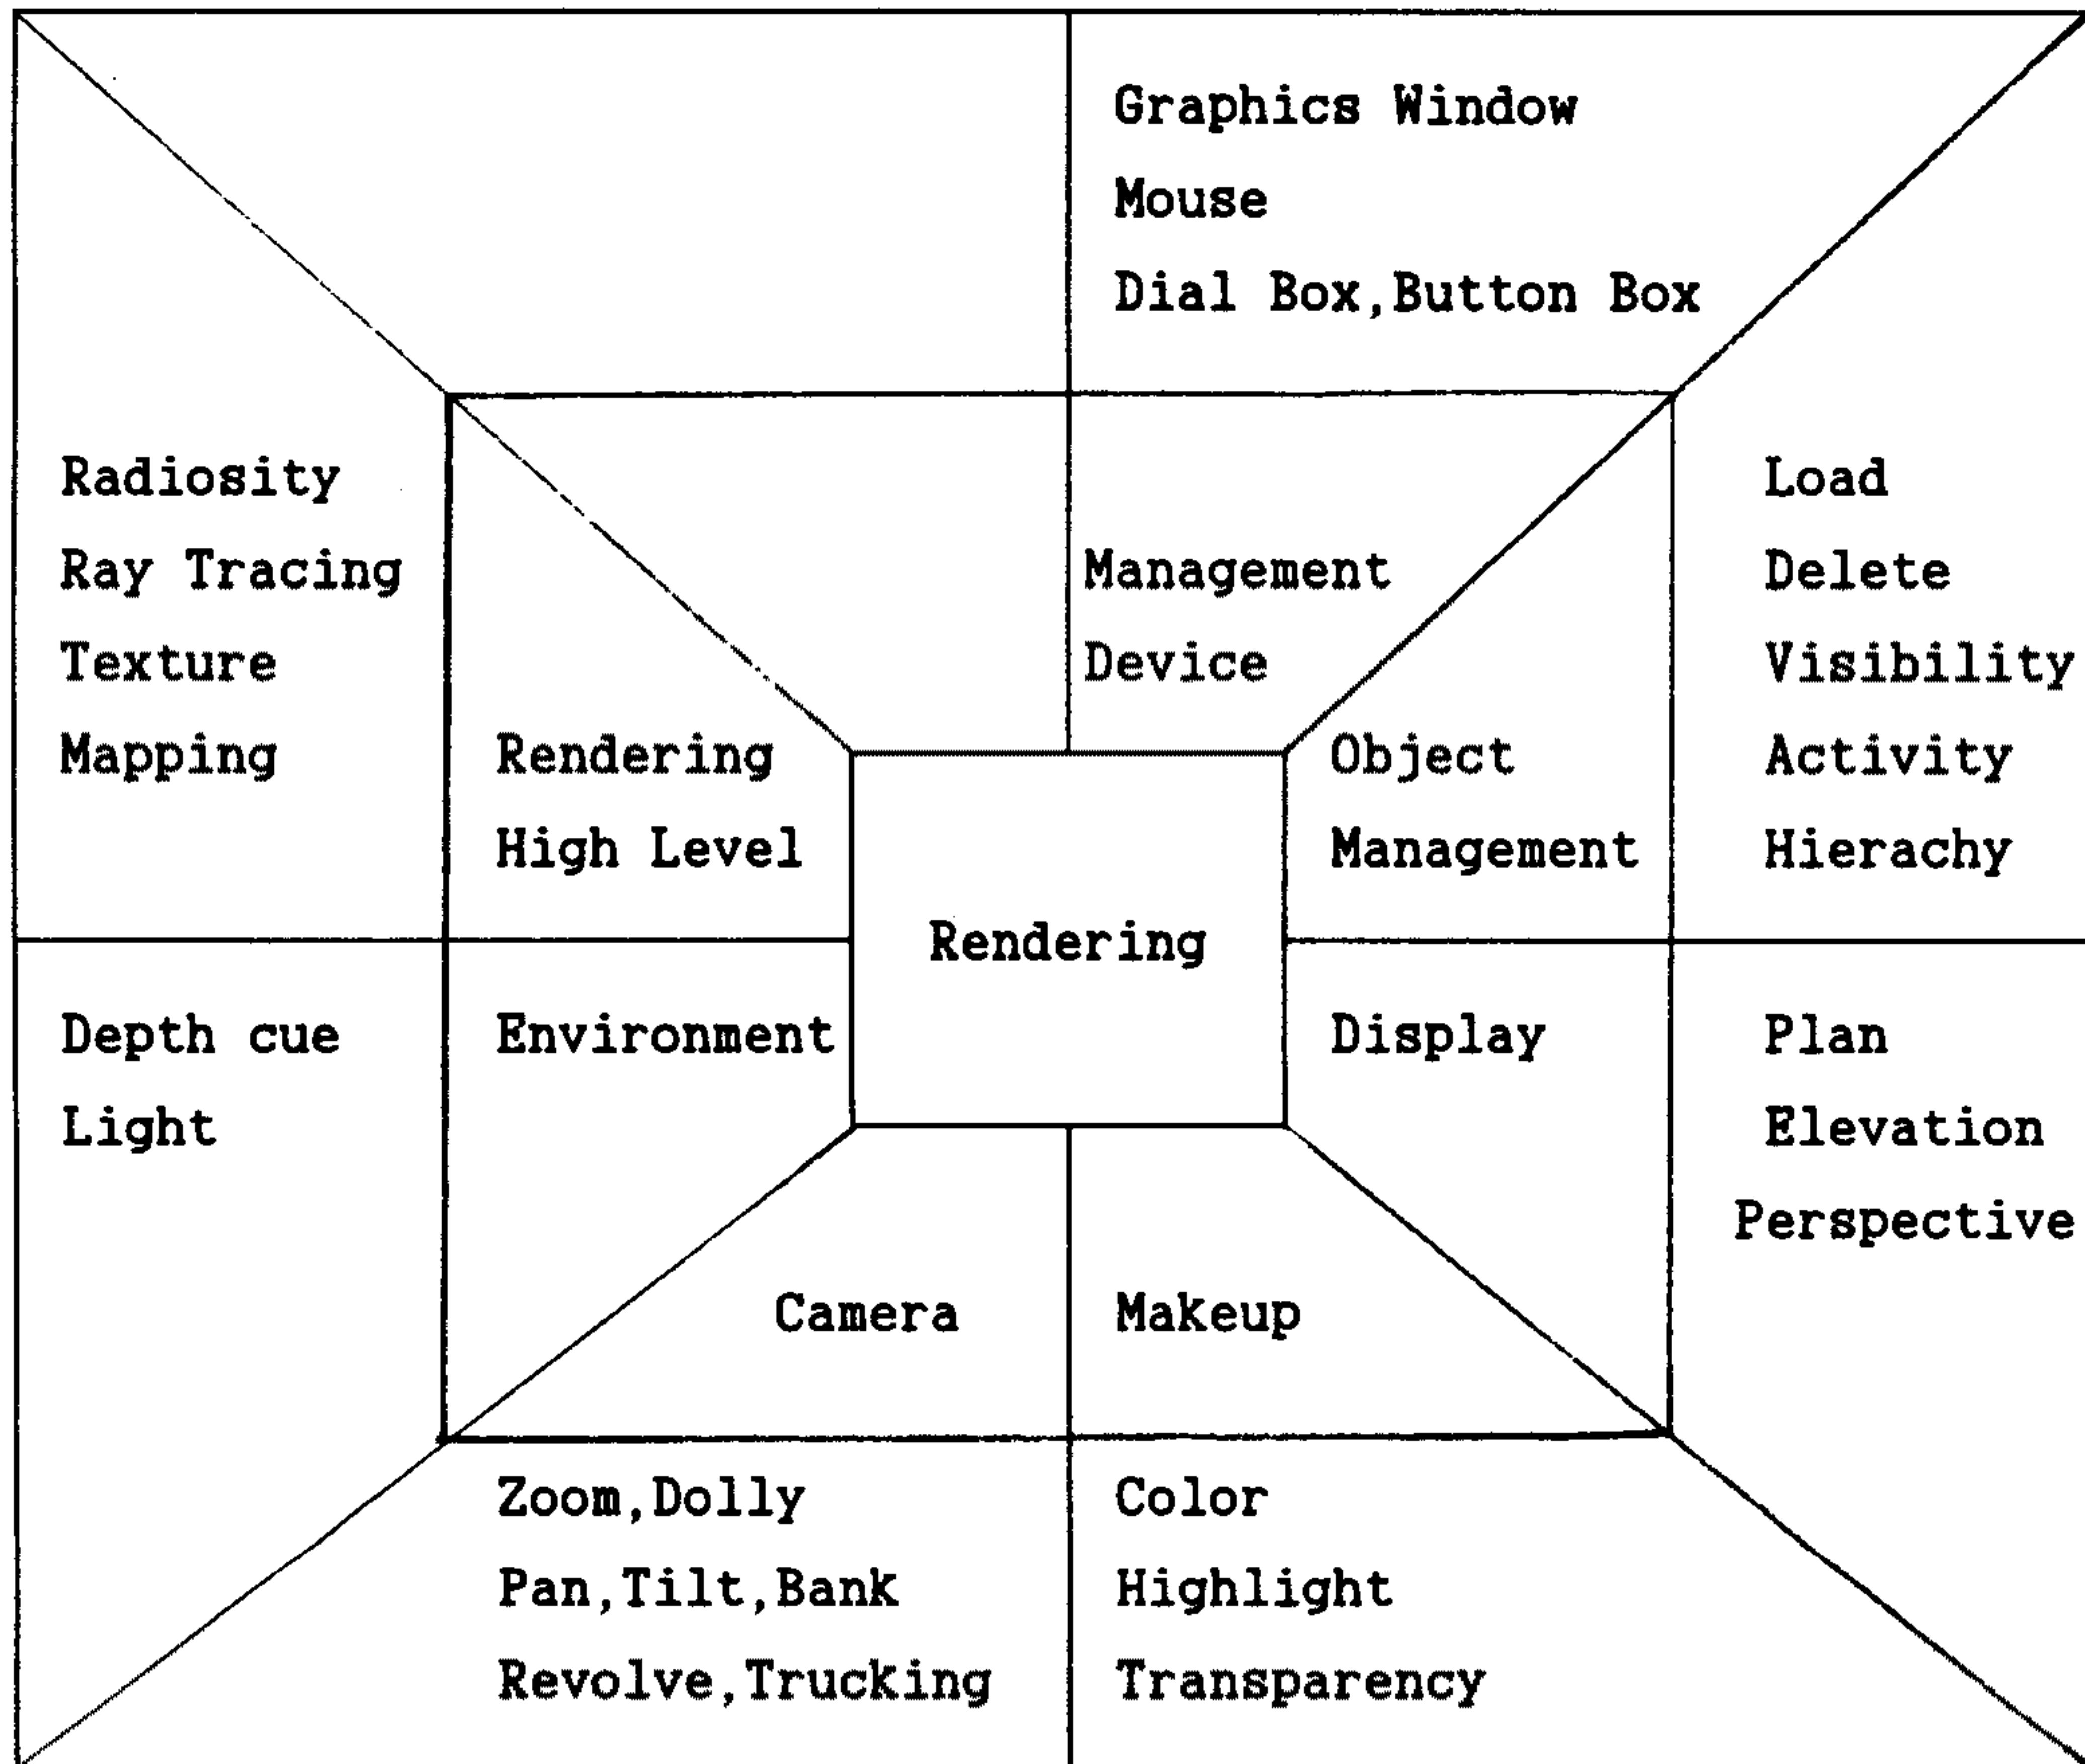 Graphics Window
Mouse
Dial Box,Button Box
Management
Device
Radiosity
Ray Tracing
Texture
Mapping
Rendering
High Level
Object
Management
Load
Delete
Visibility
Activity
Hierachy
Rendering
Depth cue
Light
Environment
Display
Plan
Elevation
Perspective
Camera
Makeup
Zoom,Dolly
Pan,Tilt,Bank
Revolve,Trucking
Color
Highlight
Transparency